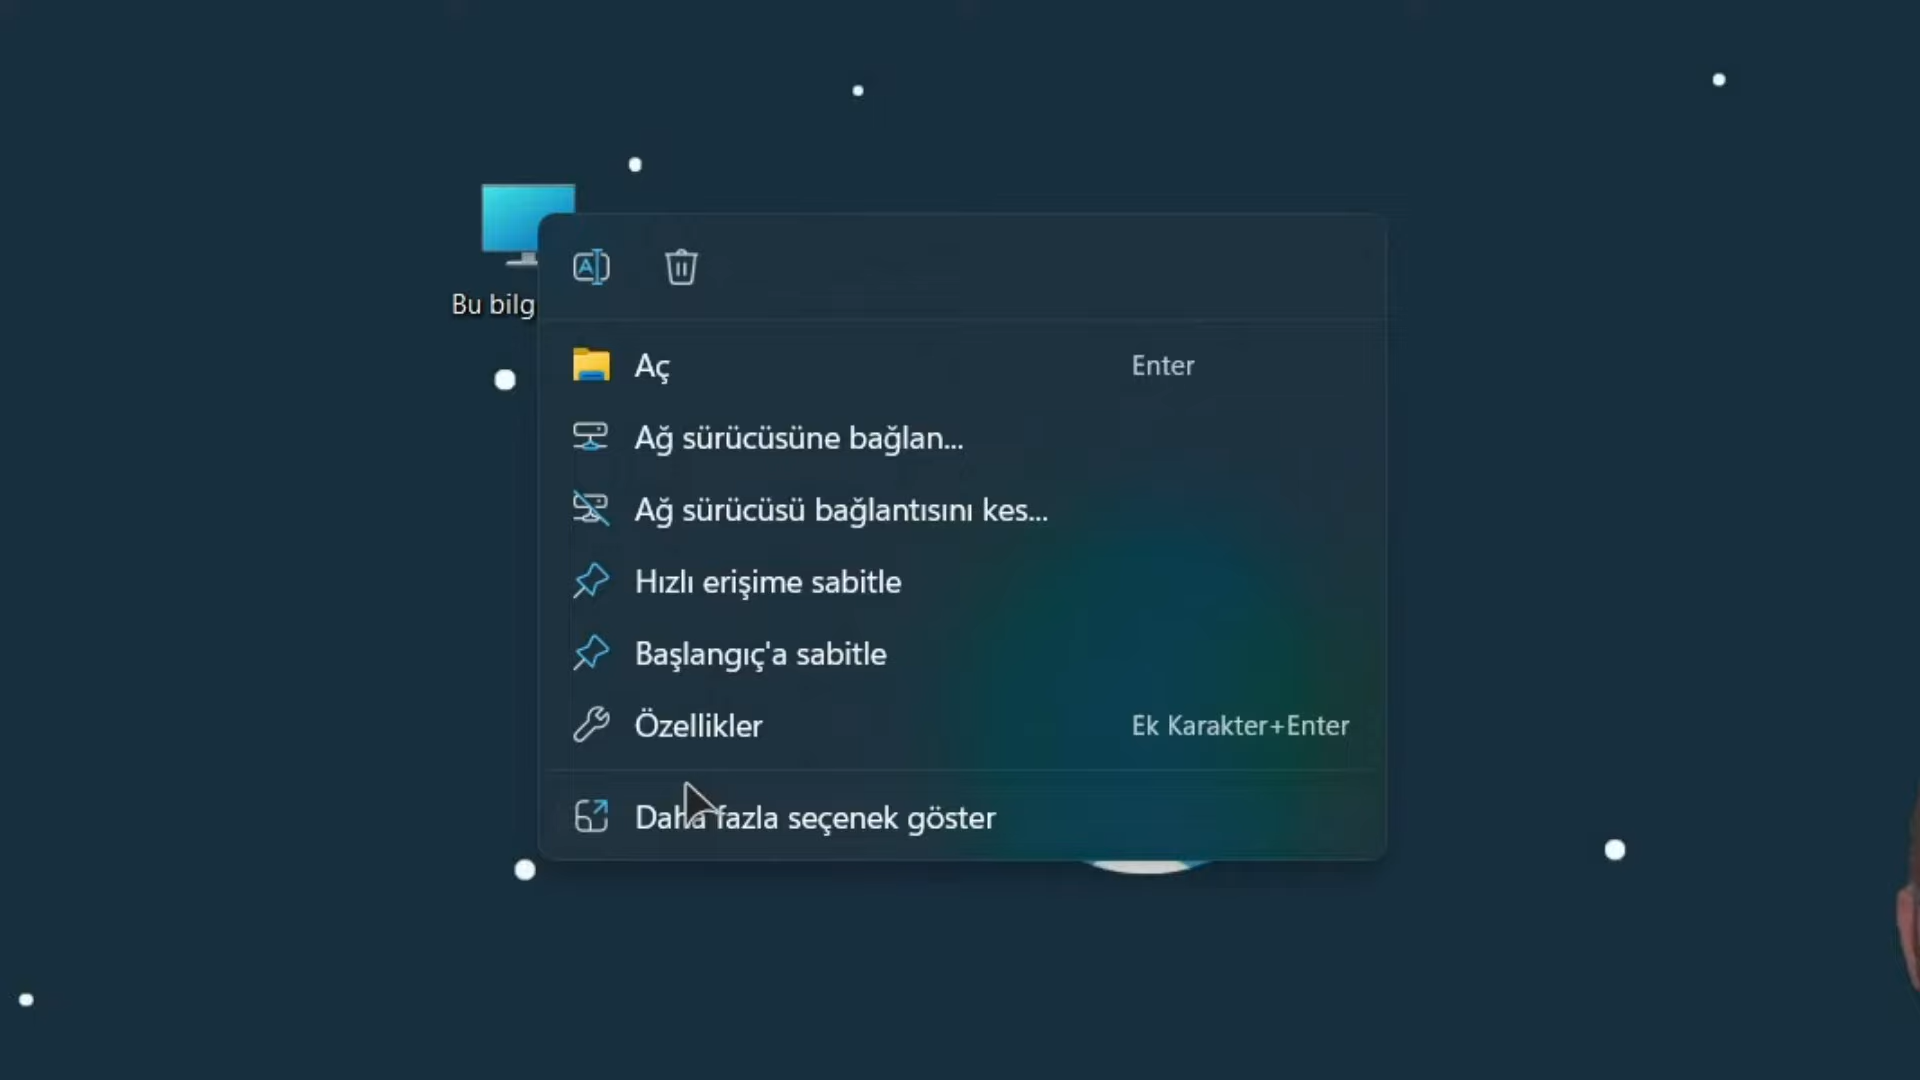 Bu bilg
Aç Enter
Ağ sürücüsüne bağlan...
Ağ sürücüsü bağlantısını kes...
Hızlı erişime sabitle
Başlangıç'a sabitle
Özellikler Ek Karakter+Enter
Daha fazla seçenek göster